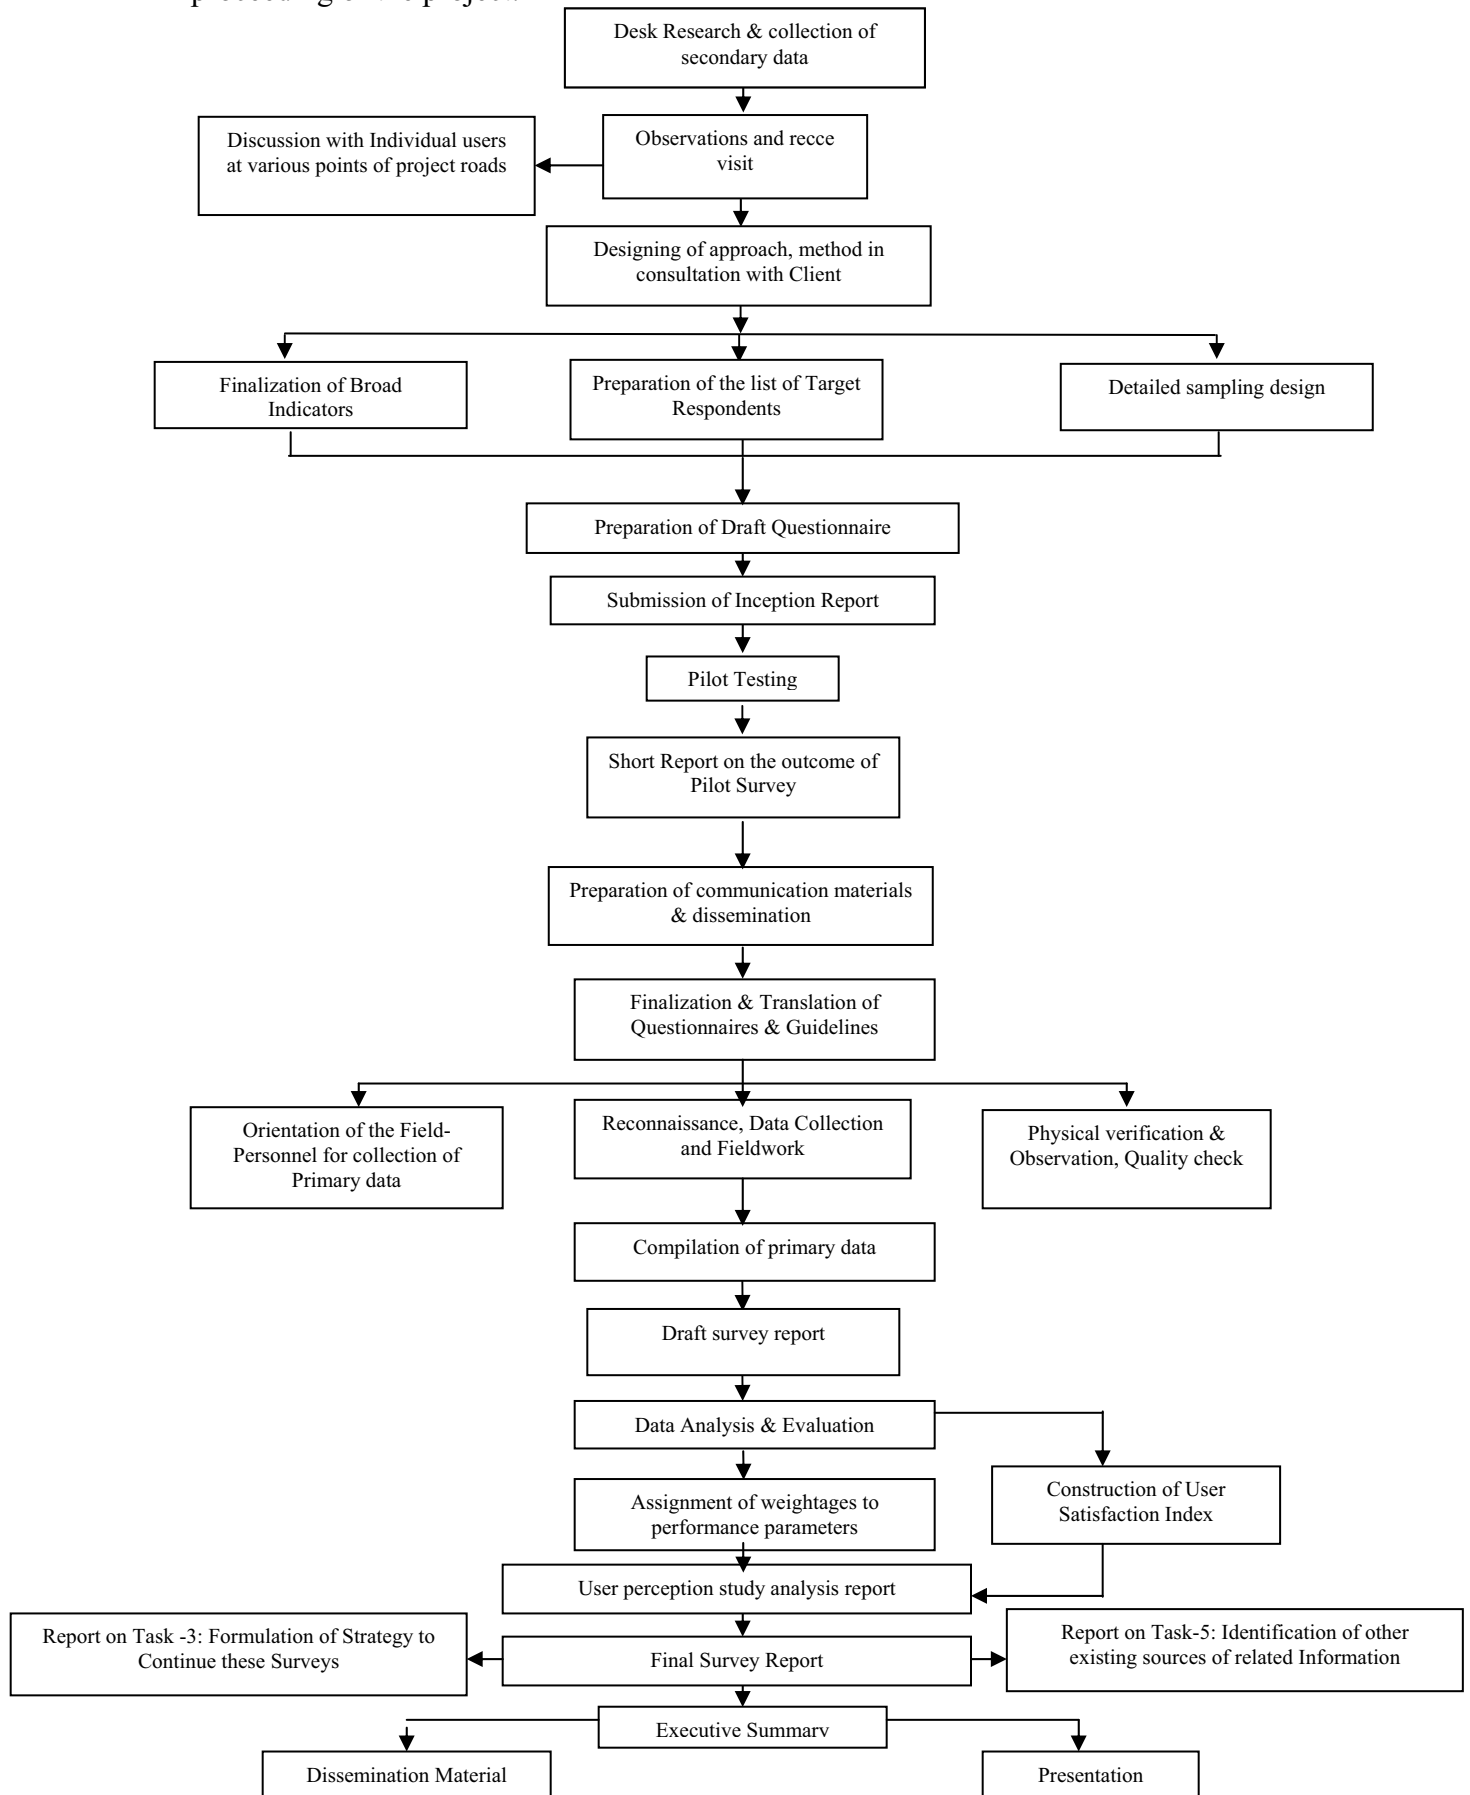 Desk Research & collection of
secondary data
Discussion with Individual users
at various points of project roads
Observations and recce
visit
Designing of approach, method in
consultation with Client
Finalization of Broad
Indicators
Preparation of the list of Target
Respondents
Detailed sampling design
Preparation of Draft Questionnaire
Submission of Inception Report
Pilot Testing
Short Report on the outcome of
Pilot Survey
Preparation of communication materials
& dissemination
Finalization & Translation of
Questionnaires & Guidelines
Orientation of the Field-
Personnel for collection of
Primary data
Reconnaissance, Data Collection
and Fieldwork
Physical verification &
Observation, Quality check
Compilation of primary data
Draft survey report
Data Analysis & Evaluation
Construction of User
Satisfaction Index
Assignment of weightages to
performance parameters
User perception study analysis report
Report on Task -3: Formulation of Strategy to
Continue these Surveys
Final Survey Report
Report on Task-5: Identification of other
existing sources of related Information
Executive Summary
Dissemination Material
Presentation